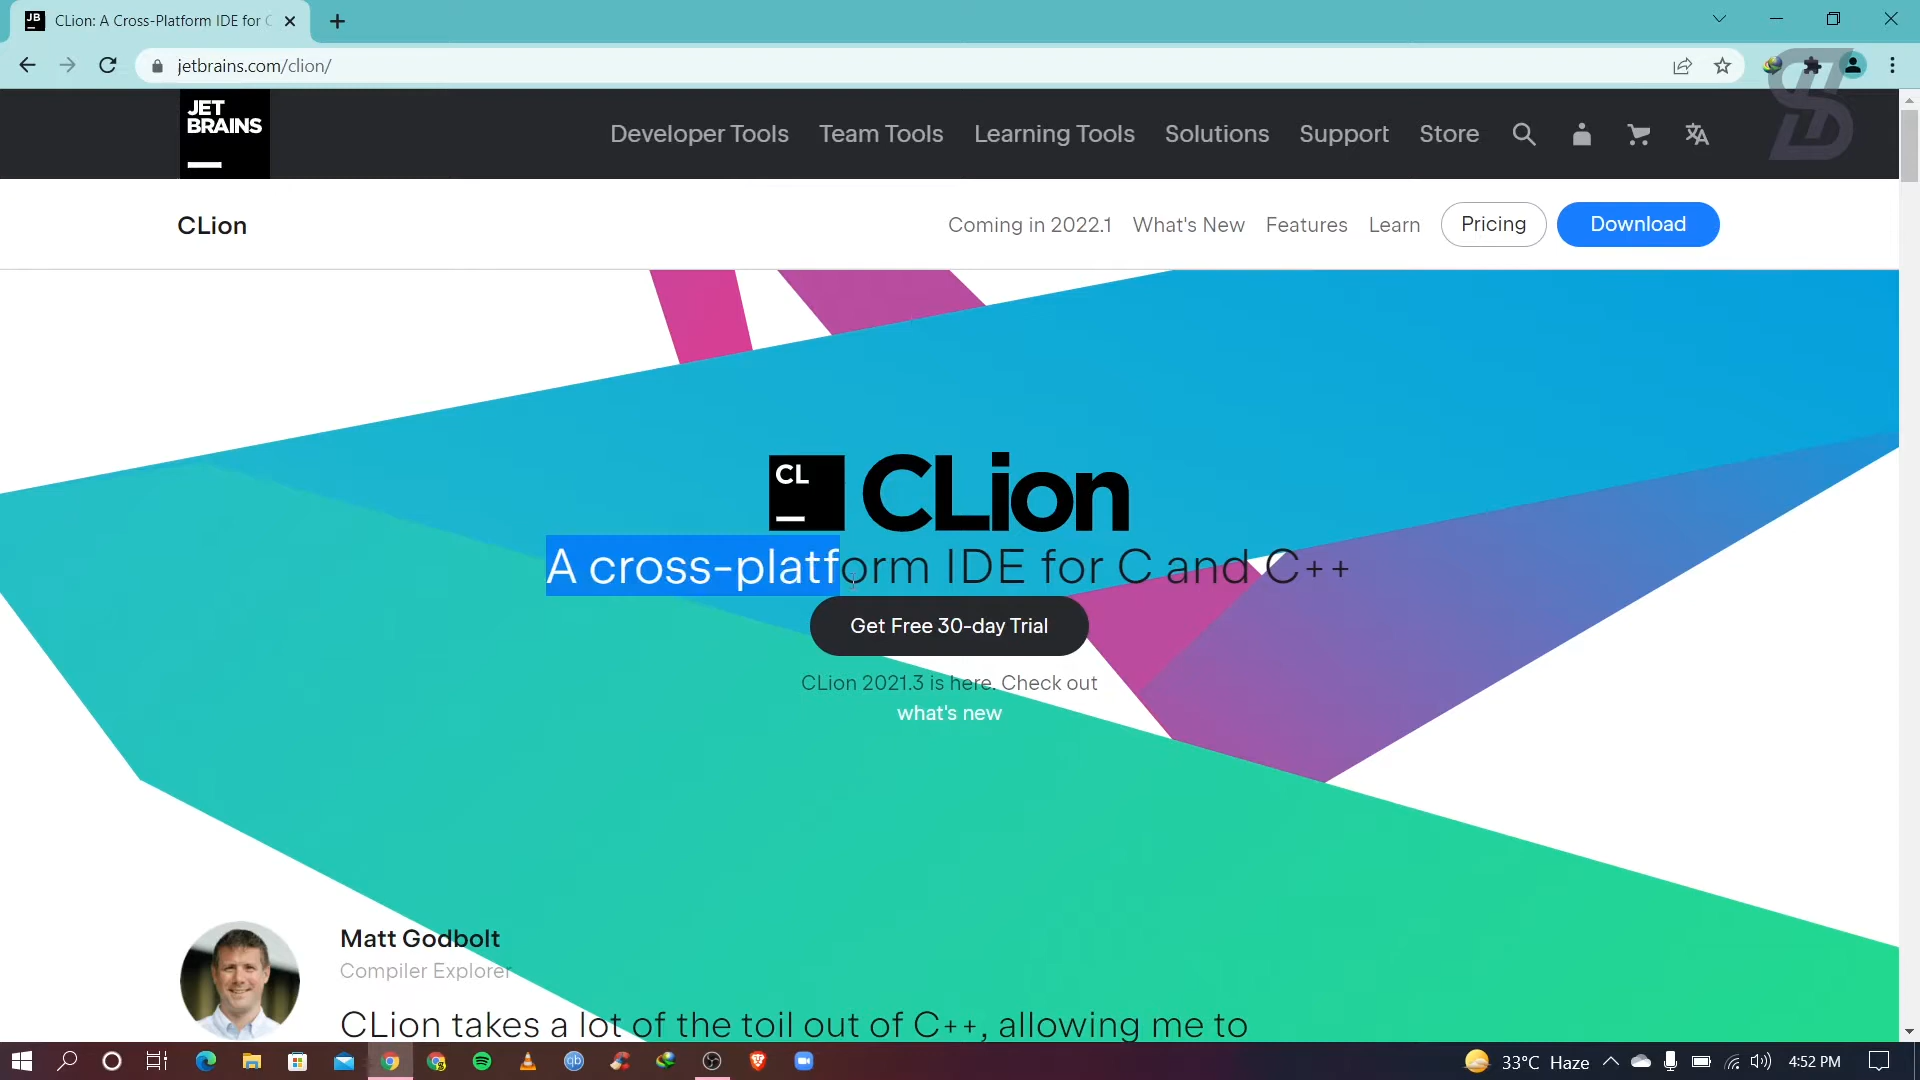 JB
CLion: A Cross-Platform IDE for C
jetbrains.com/clion/
JET
BRAINS
Developer Tools
Team Tools
Learning Tools
Solutions
Support
Store
CLion
Coming in 2022.1
What's New
Features
Learn
Pricing
Download
CL
CLion
A cross-platform IDE for C and C++
Get Free 30-day Trial
CLion 2021.3 is here. Check out
what's new
Matt Godbolt
Compiler Explorer
CLion takes a lot of the toil out of C++, allowing me to
qb
33°C Haze
4:52 PM